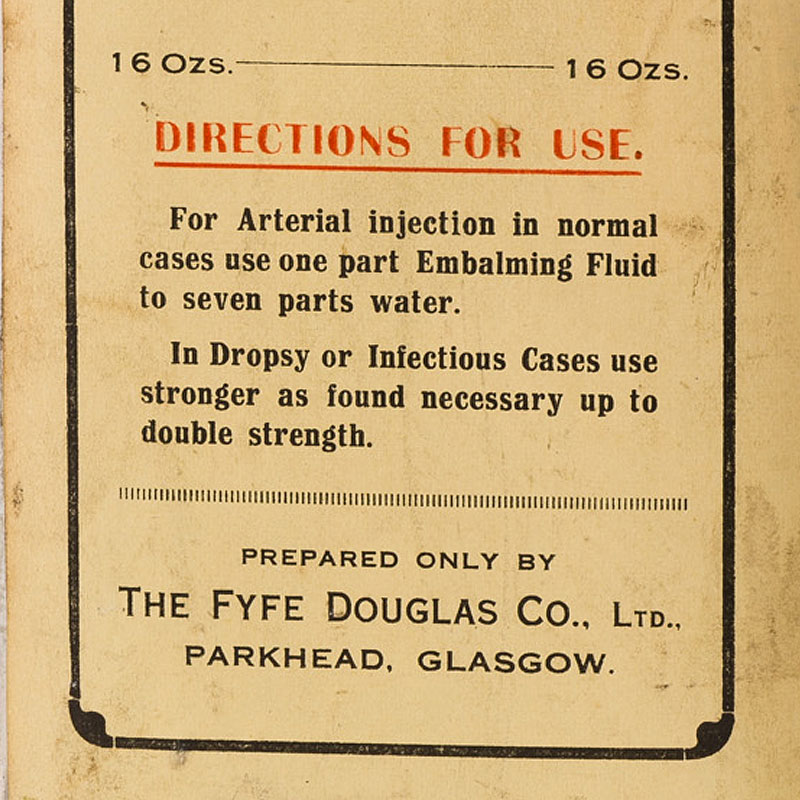 16 Ozs. 16 Ozs.
DIRECTIONS FOR USE.
For Arterial injection in normal
cases use one part Embalming Fluid
to seven parts water.
In Dropsy or Infectious Cases use
stronger as found necessary up to
double strength.
PREPARED ONLY BY
THE FYFE DOUGLAS CO., LTD.,
PARKHEAD, GLASGOW.